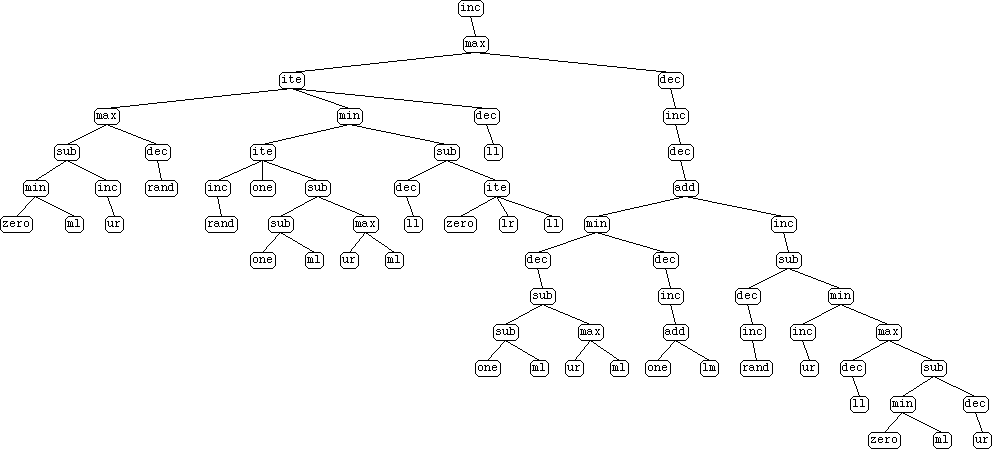 inc
max
ite dec
max min dec inc
sub dec ite sub ll dec
min inc rand inc one sub dec ite add
zero ml ur rand sub max ll zero lr ll min inc
one ml ur ml dec dec sub
sub inc dec min
sub max add inc inc max
one ml ur ml one lm rand ur dec sub
ll min dec
zero ml ur